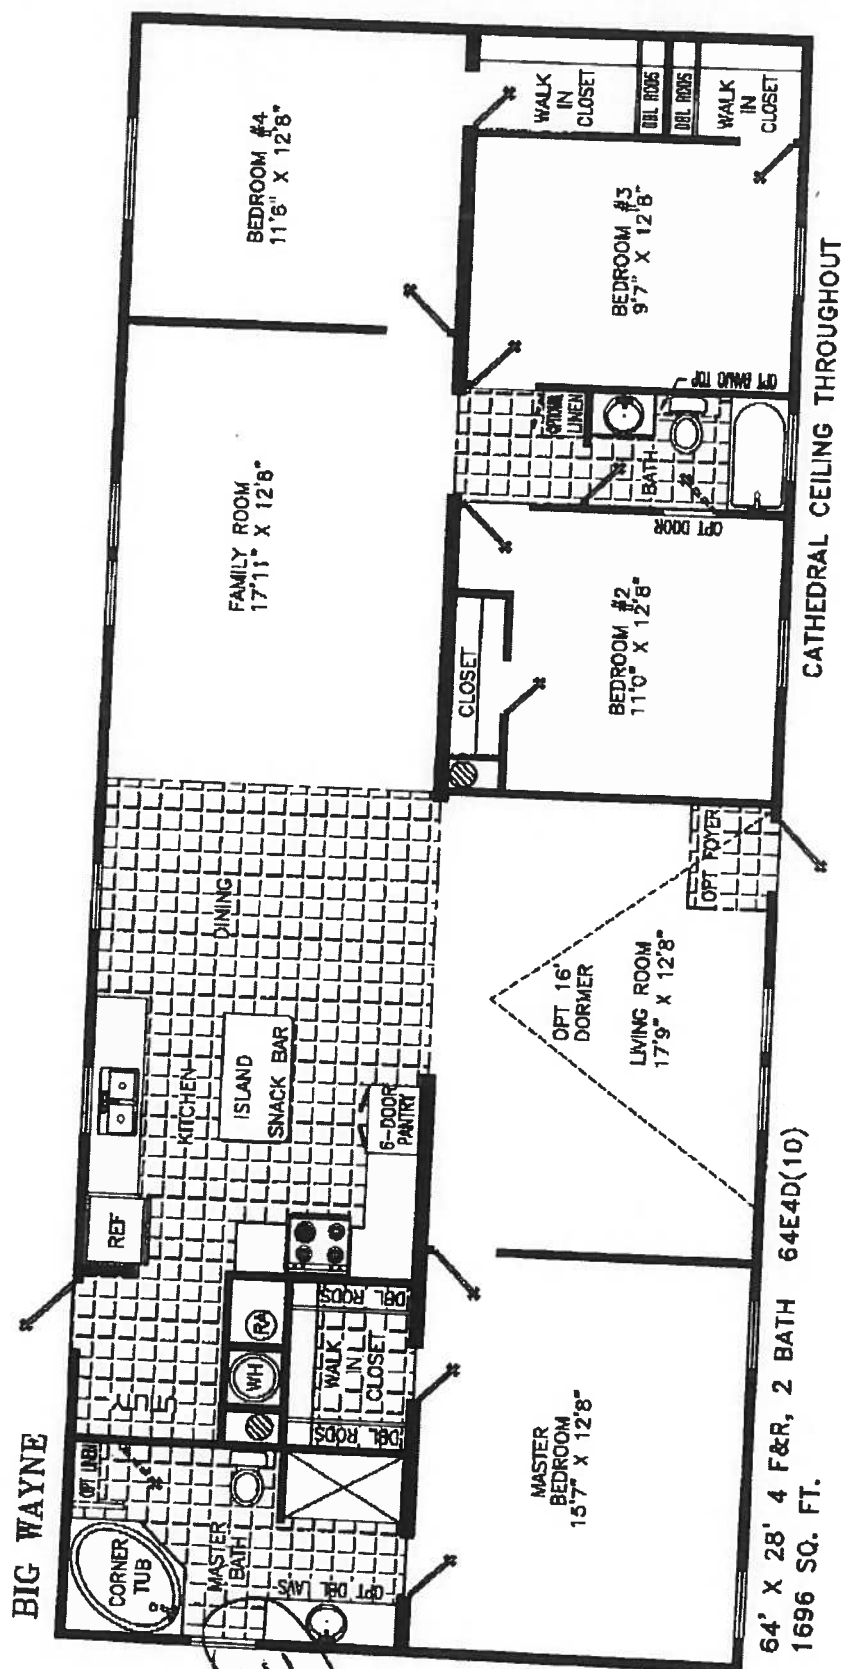 BIG WAYNE
OPT LINEN
CORNER
TUB
MASTER
BATH
OPT DBL LAVS
WH
RA
DBL RODS
WALK
IN
CLOSET
DBL RODS
REF
KITCHEN
ISLAND
SNACK BAR
6-DOOR
PANTRY
DINING
FAMILY ROOM
17'11" X 12'8"
BEDROOM #4
11'6" X 12'8"
MASTER
BEDROOM
15'7" X 12'8"
OPT 16'
DORMER
LIVING ROOM
17'9" X 12'8"
OPT FOYER
CLOSET
BEDROOM #2
11'0" X 12'8"
OPT DOOR
BATH
OPTIONAL
LINEN
OPT BANJO TOP
BEDROOM #3
9'7" X 12'8"
WALK
IN
CLOSET
DBL RODS
DBL RODS
WALK
IN
CLOSET
64' X 28' 4 F&R, 2 BATH 64E4D(10)
1696 SQ. FT.
CATHEDRAL CEILING THROUGHOUT